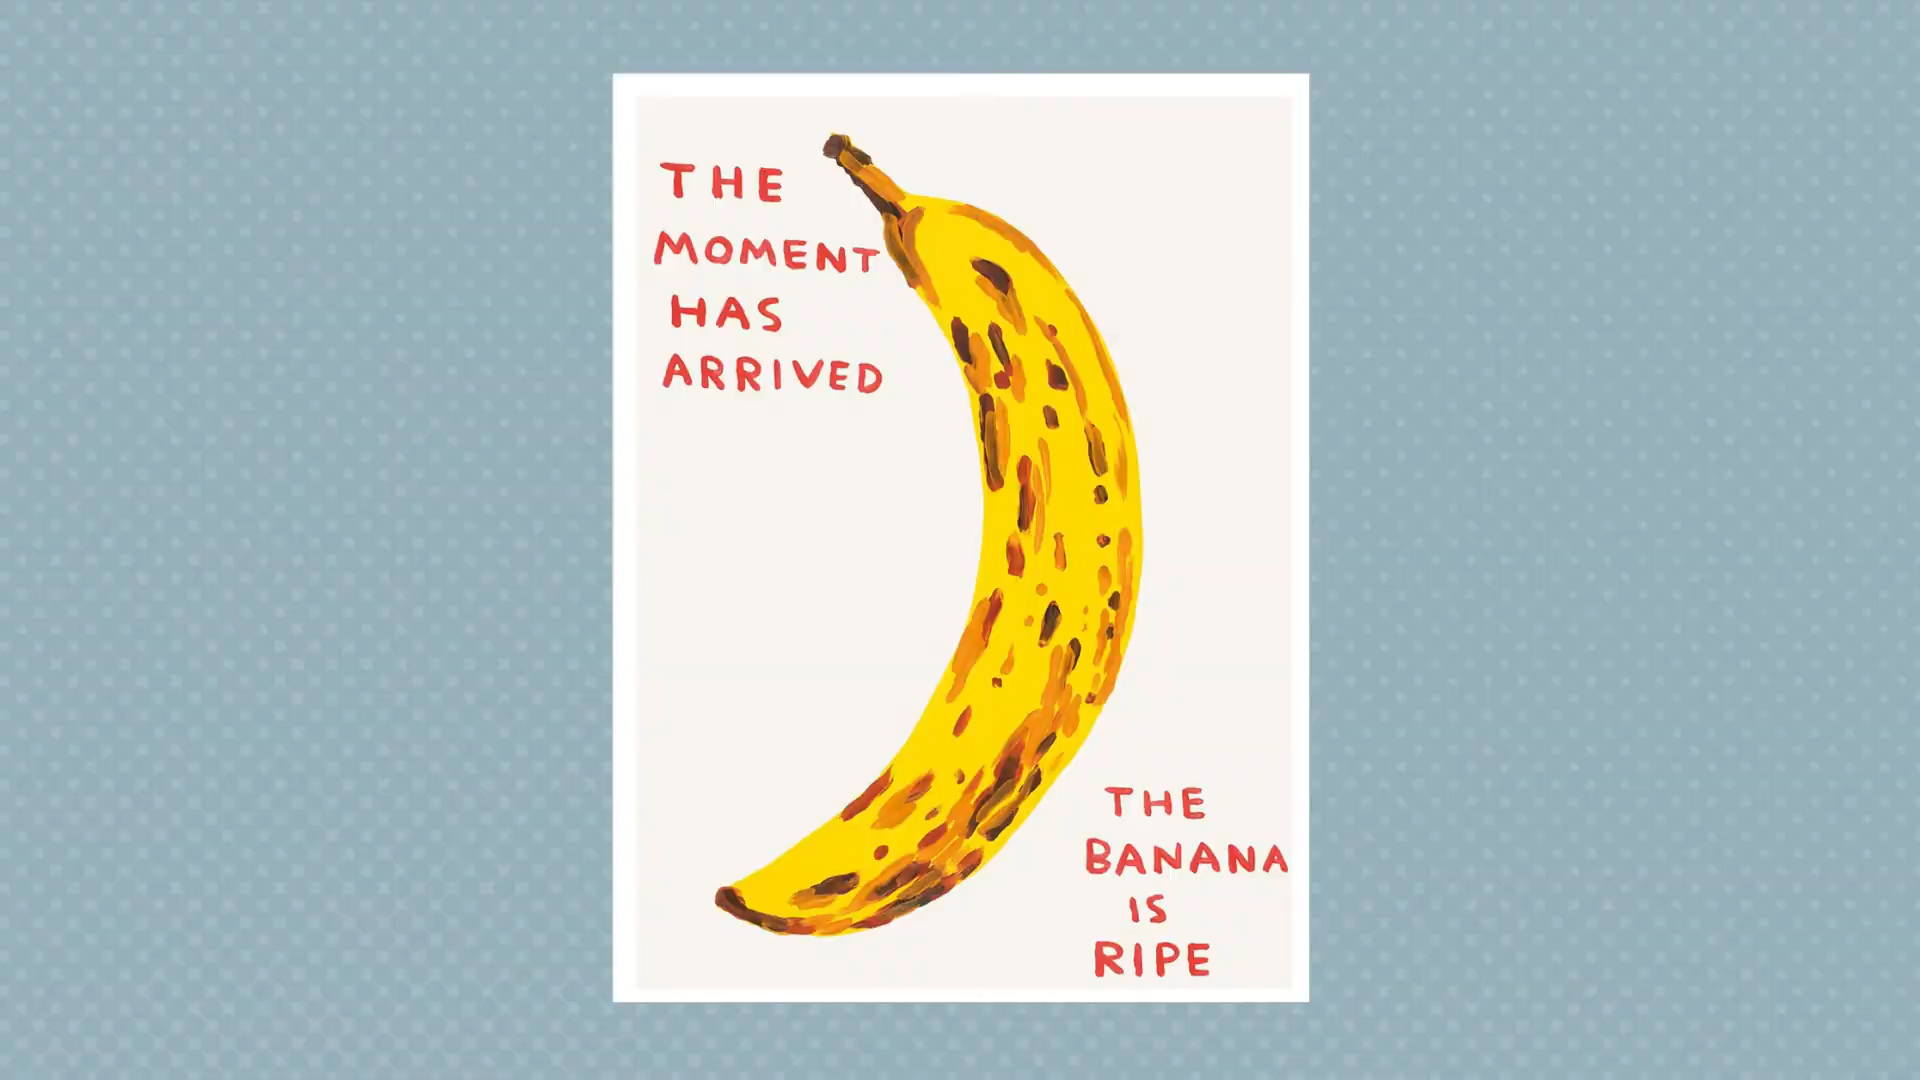 THE
MOMENT
HAS
ARRIVED
THE
BANANA
IS
RIPE